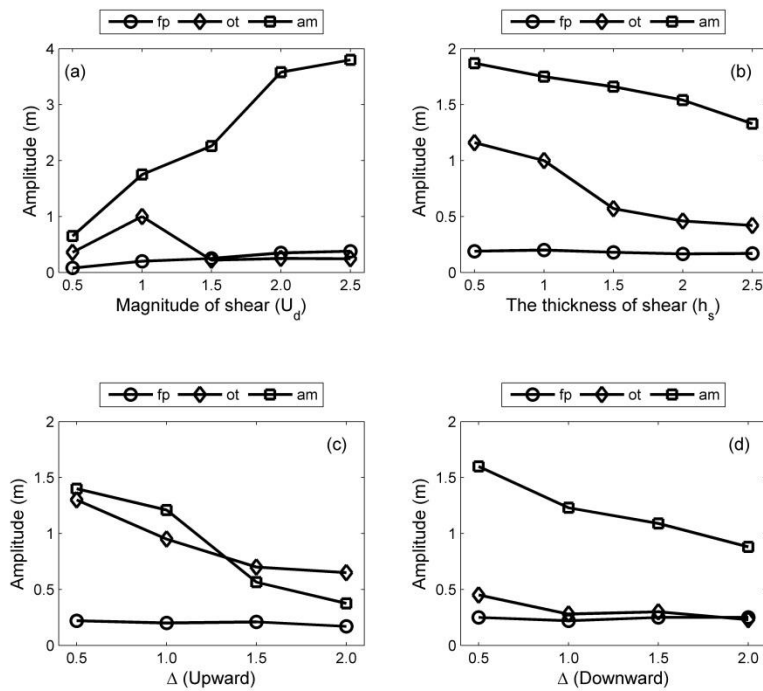 fp ot am
(a)
Amplitude (m)
4
3
2
1
0
0.5 1 1.5 2.0 2.5
Magnitude of shear (U_d)
fp ot am
(b)
Amplitude (m)
2
1.5
1
0.5
0
0.5 1 1.5 2 2.5
The thickness of shear (h_s)
fp ot am
(c)
Amplitude (m)
2
1.5
1
0.5
0
0.5 1.0 1.5 2.0
Δ (Upward)
fp ot am
(d)
Amplitude (m)
2
1.5
1
0.5
0
0.5 1.0 1.5 2.0
Δ (Downward)